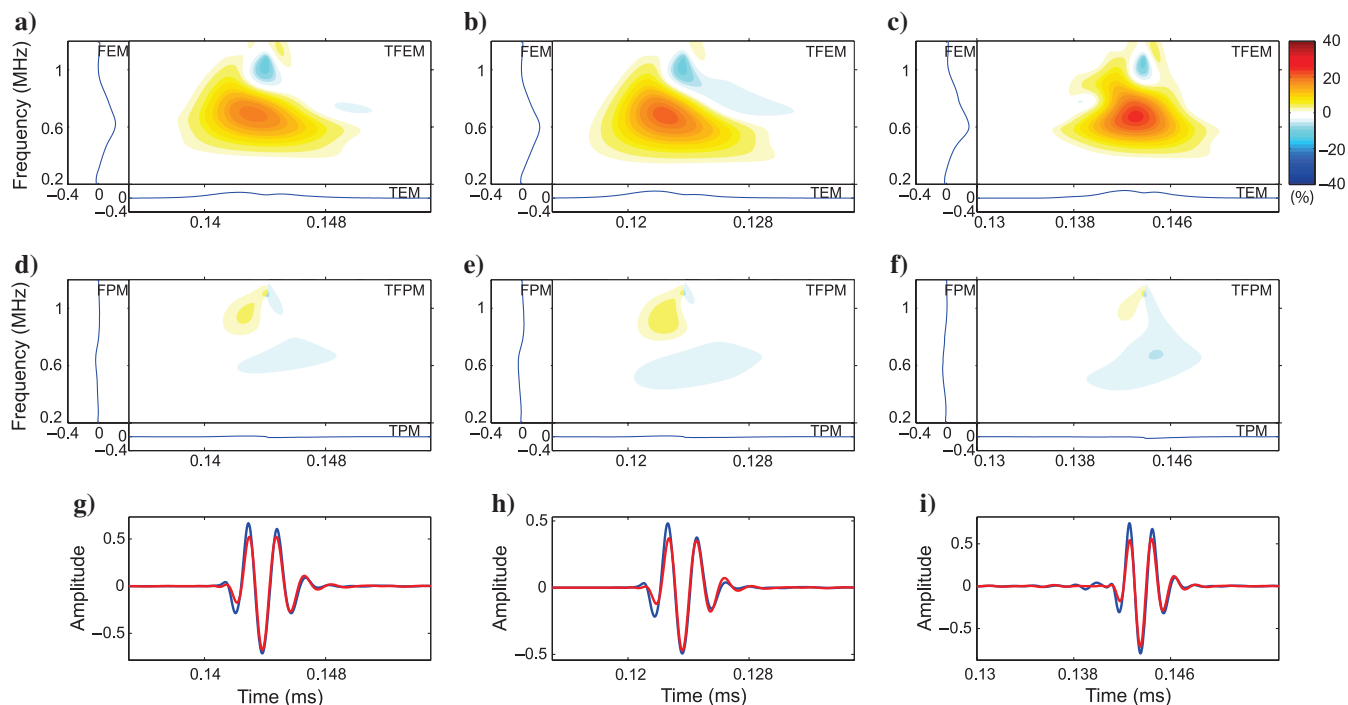 a)
b)
c)
FEM
TFEM
FEM
TFEM
FEM
TFEM
40
20
0
−20
−40
(%)
Frequency (MHz)
1
0.6
0.2
1
0.6
0.2
1
0.6
0.2
−0.4 0
0
−0.4
TEM
−0.4 0
0
−0.4
TEM
−0.4 0
0
−0.4
TEM
0.14
0.148
0.12
0.128
0.13
0.138
0.146
d)
e)
f)
FPM
TFPM
FPM
TFPM
FPM
TFPM
Frequency (MHz)
1
0.6
0.2
1
0.6
0.2
1
0.6
0.2
−0.4 0
0
−0.4
TPM
−0.4 0
0
−0.4
TPM
−0.4 0
0
−0.4
TPM
0.14
0.148
0.12
0.128
0.13
0.138
0.146
g)
h)
i)
Amplitude
0.5
0
−0.5
Amplitude
0.5
0
−0.5
Amplitude
0.5
0
−0.5
0.14
0.148
0.12
0.128
0.13
0.138
0.146
Time (ms)
Time (ms)
Time (ms)